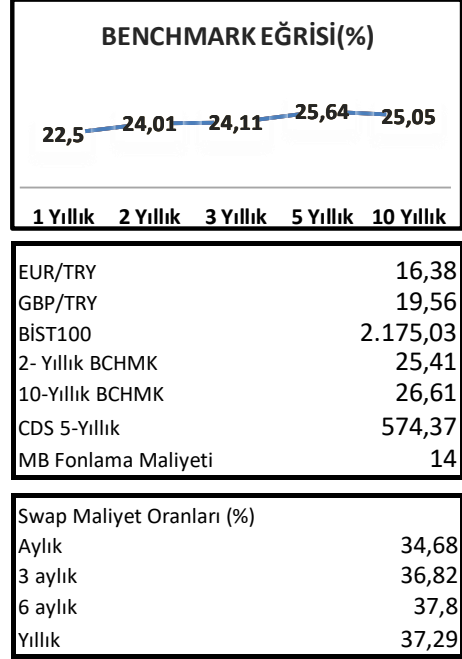 BENCHMARK EĞRİSİ(%)
22,5 24,01 24,11 25,64 25,05
1 Yıllık 2 Yıllık 3 Yıllık 5 Yıllık 10 Yıllık
EUR/TRY 16,38
GBP/TRY 19,56
BİST100 2.175,03
2- Yıllık BCHMK 25,41
10-Yıllık BCHMK 26,61
CDS 5-Yıllık 574,37
MB Fonlama Maliyeti 14
Swap Maliyet Oranları (%)
Aylık 34,68
3 aylık 36,82
6 aylık 37,8
Yıllık 37,29